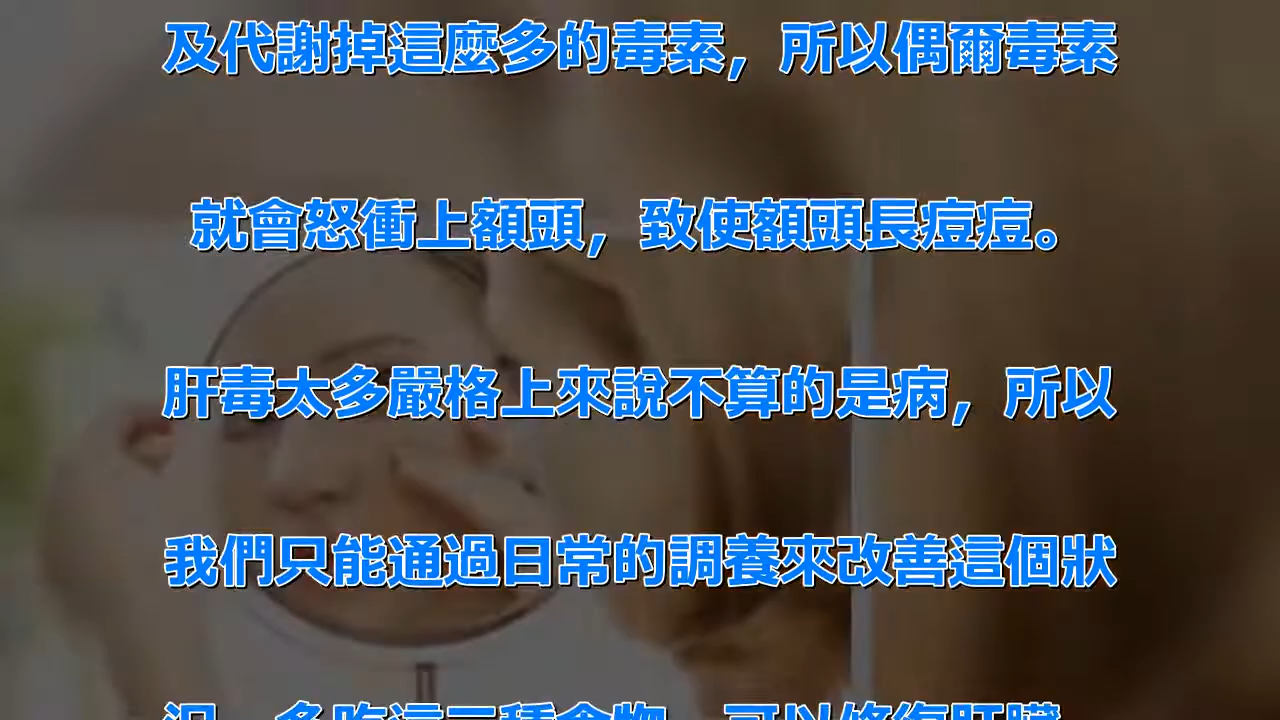 及代謝掉這麼多的毒素，所以偶爾毒素
就會怒衝上額頭，致使額頭長痘痘。
肝毒太多嚴格上來說不算的是病，所以
我們只能通過日常的調養來改善這個狀